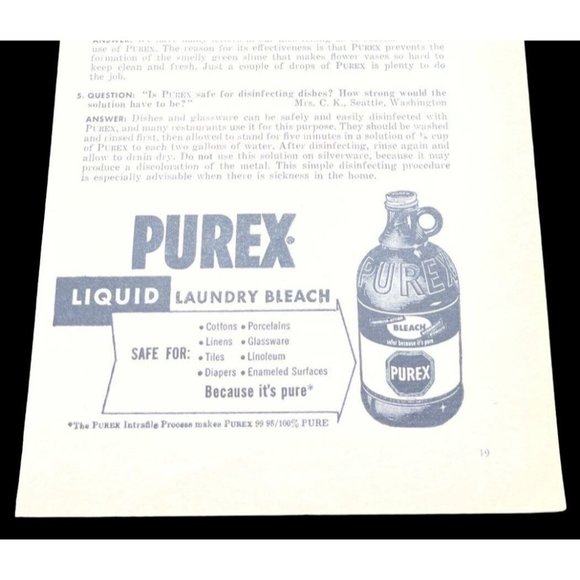 use of PUREX. The reason for its effectiveness is that PUREX prevents the
formation of the smelly green slime that makes flower vases so hard to
keep clean and fresh. Just a couple of drops of PUREX is plenty to do
the job.
5. QUESTION: "Is PUREX safe for disinfecting dishes? How strong would the
solution have to be?" Mrs. C. K., Seattle, Washington
ANSWER: Dishes and glassware can be safely and easily disinfected with
PUREX, and many restaurants use it for this purpose. They should be washed
and rinsed first, then allowed to stand for five minutes in a solution of ¼ cup
of PUREX to each two gallons of water. After disinfecting, rinse again and
allow to drain dry. Do not use this solution on silverware, because it may
produce a discoloration of the metal. This simple disinfecting procedure
is especially advisable when there is sickness in the home.
PUREX®
LIQUID LAUNDRY BLEACH
SAFE FOR:
• Cottons • Porcelains
• Linens • Glassware
• Tiles • Linoleum
• Diapers • Enameled Surfaces
Because it's pure*
*The PUREX Intrafile Process makes PUREX 99 98/100% PURE
PUREX
BLEACH
safer because it's pure
PUREX
19